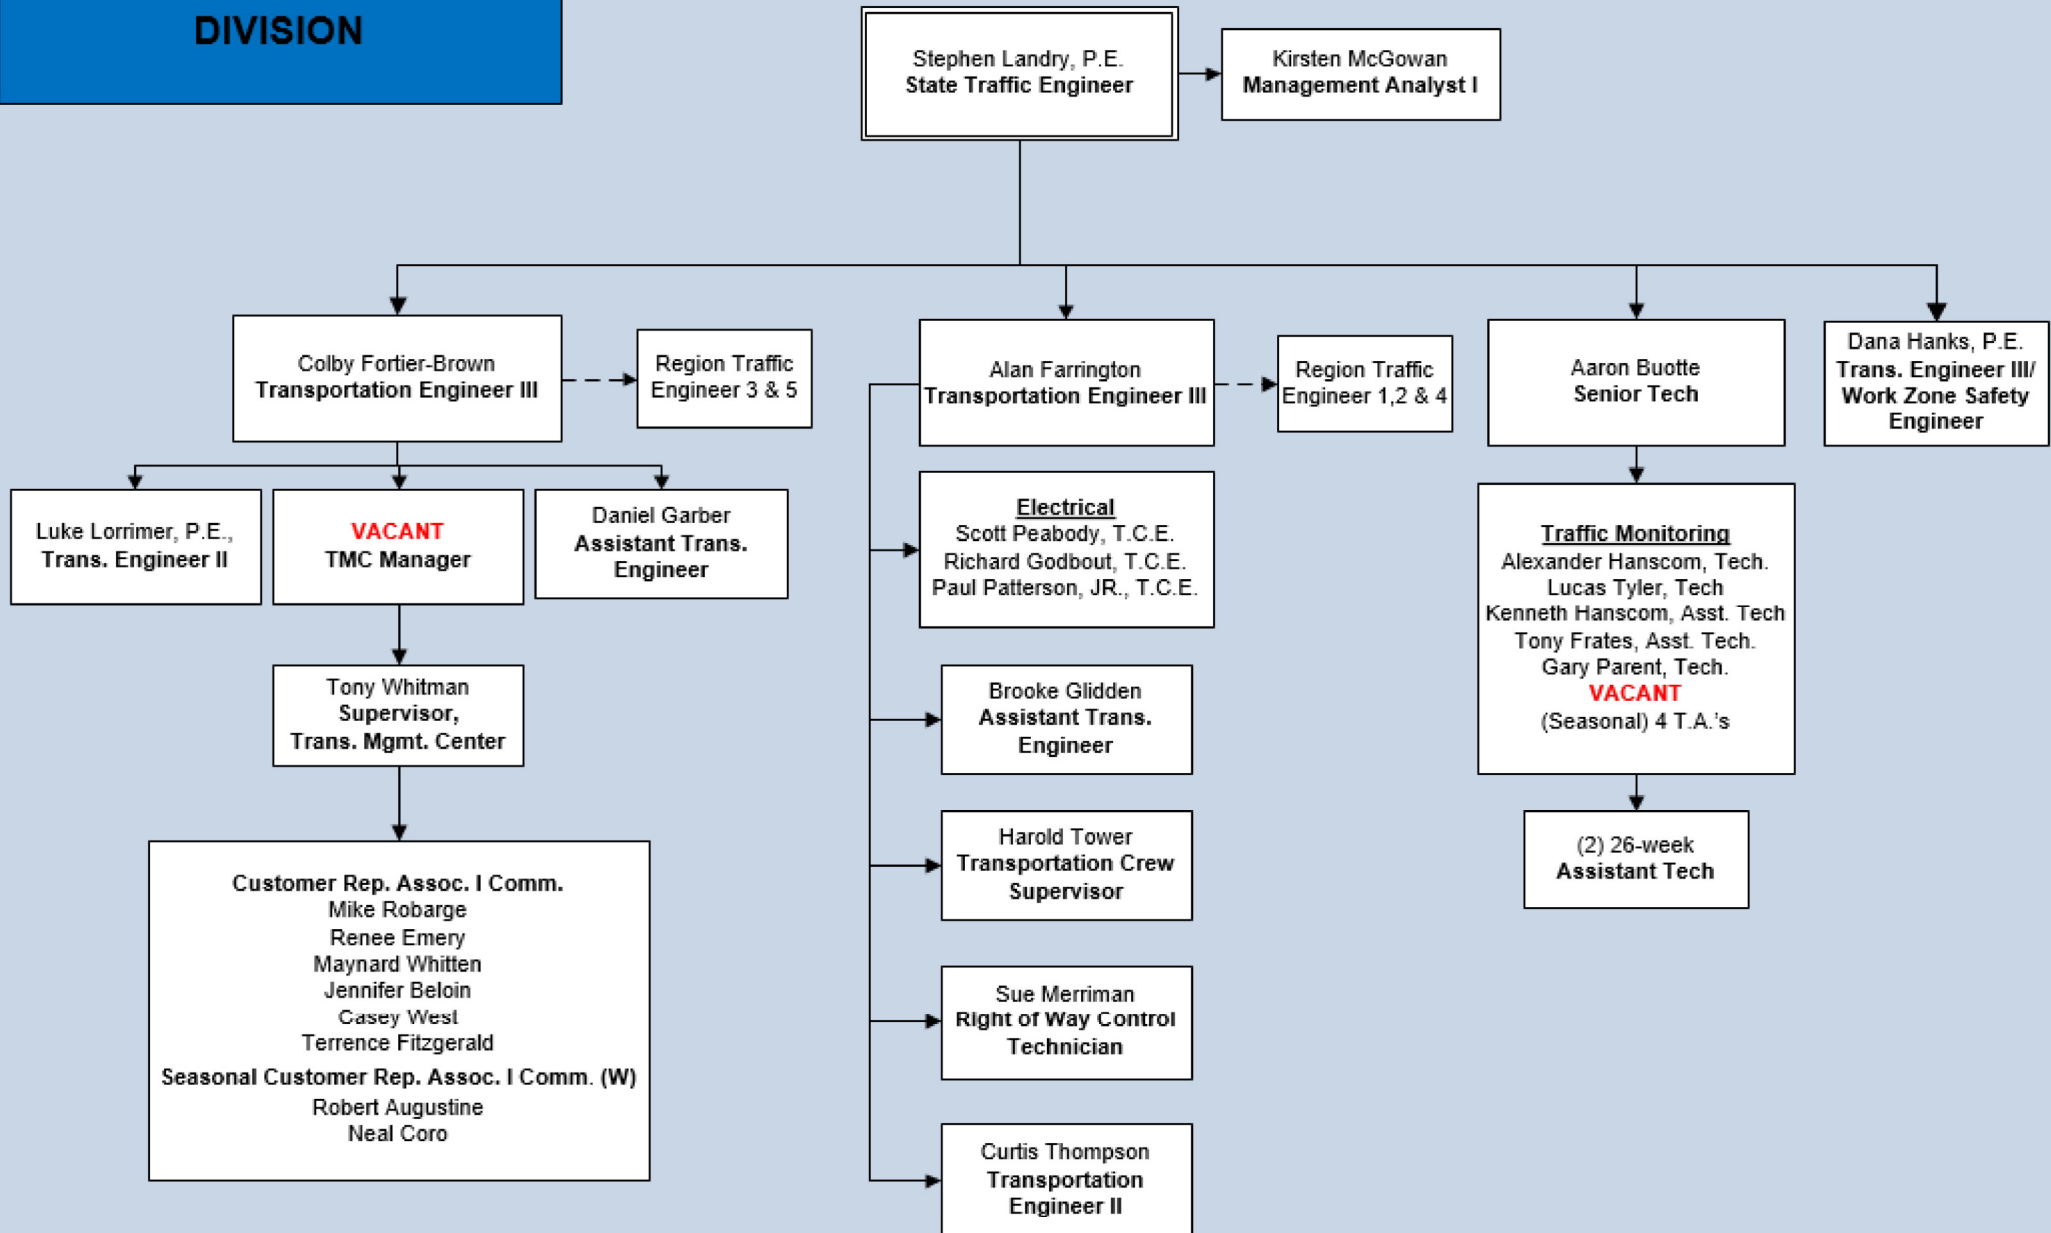 DIVISION
Stephen Landry, P.E.
State Traffic Engineer
Kirsten McGowan
Management Analyst I
Colby Fortier-Brown
Transportation Engineer III
Region Traffic
Engineer 3 & 5
Alan Farrington
Transportation Engineer III
Region Traffic
Engineer 1,2 & 4
Aaron Buotte
Senior Tech
Dana Hanks, P.E.
Trans. Engineer III/
Work Zone Safety
Engineer
Luke Lorrimer, P.E.,
Trans. Engineer II
VACANT
TMC Manager
Daniel Garber
Assistant Trans.
Engineer
Tony Whitman
Supervisor,
Trans. Mgmt. Center
Customer Rep. Assoc. I Comm.
Mike Robarge
Renee Emery
Maynard Whitten
Jennifer Beloin
Casey West
Terrence Fitzgerald
Seasonal Customer Rep. Assoc. I Comm. (W)
Robert Augustine
Neal Coro
Electrical
Scott Peabody, T.C.E.
Richard Godbout, T.C.E.
Paul Patterson, JR., T.C.E.
Brooke Glidden
Assistant Trans.
Engineer
Harold Tower
Transportation Crew
Supervisor
Sue Merriman
Right of Way Control
Technician
Curtis Thompson
Transportation
Engineer II
Traffic Monitoring
Alexander Hanscom, Tech.
Lucas Tyler, Tech
Kenneth Hanscom, Asst. Tech
Tony Frates, Asst. Tech.
Gary Parent, Tech.
VACANT
(Seasonal) 4 T.A.'s
(2) 26-week
Assistant Tech